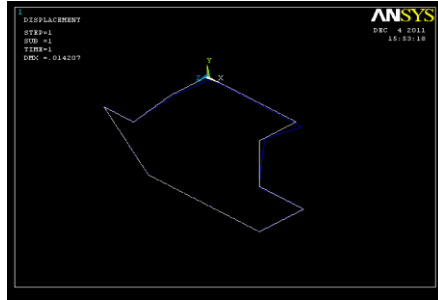 1
DISPLACEMENT
STEP=1
SUB =1
TIME=1
DMX =.014207
ANSYS
DEC 4 2011
15:53:18
Y
Z
X